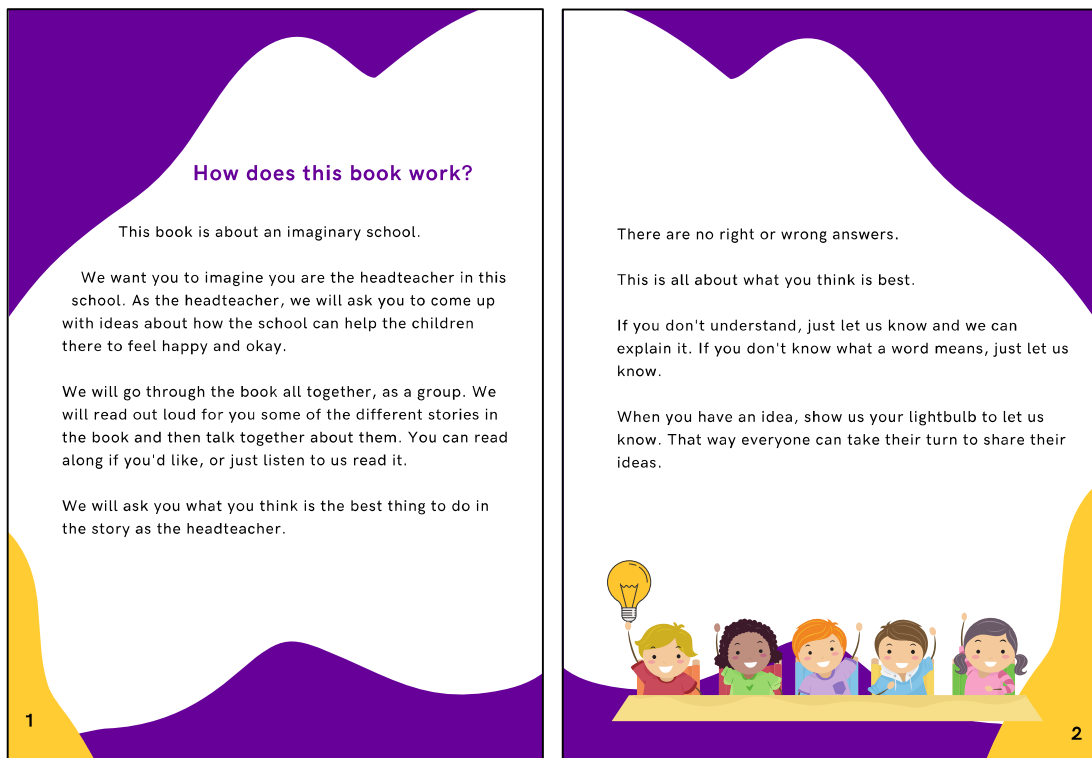 How does this book work?
This book is about an imaginary school.
We want you to imagine you are the headteacher in this
school. As the headteacher, we will ask you to come up
with ideas about how the school can help the children
there to feel happy and okay.
We will go through the book all together, as a group. We
will read out loud for you some of the different stories in
the book and then talk together about them. You can read
along if you'd like, or just listen to us read it.
We will ask you what you think is the best thing to do in
the story as the headteacher.
1
There are no right or wrong answers.
This is all about what you think is best.
If you don't understand, just let us know and we can
explain it. If you don't know what a word means, just let us
know.
When you have an idea, show us your lightbulb to let us
know. That way everyone can take their turn to share their
ideas.
2